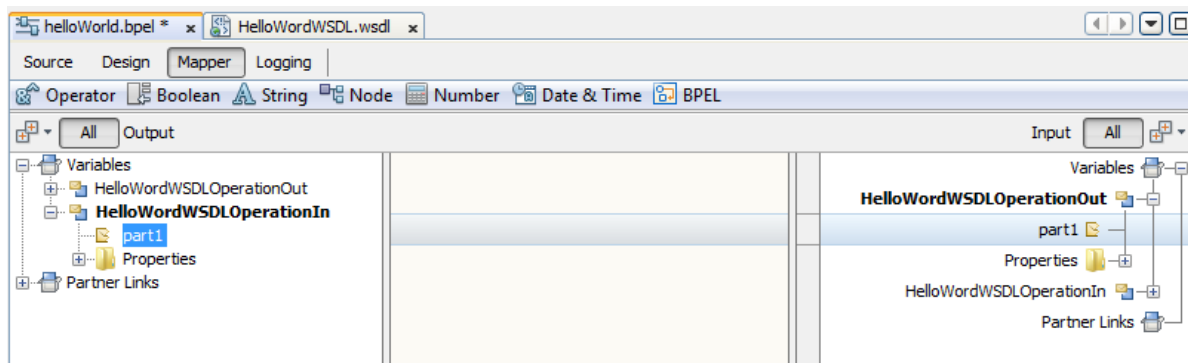 helloWorld.bpel * x HelloWordWSDL.wsdl x
Source Design Mapper Logging
Operator Boolean String Node Number Date & Time BPEL
All Output Input All
Variables Variables
HelloWordWSDLOperationOut HelloWordWSDLOperationOut
HelloWordWSDLOperationIn
part1 part1
Properties Properties
Partner Links HelloWordWSDLOperationIn
Partner Links